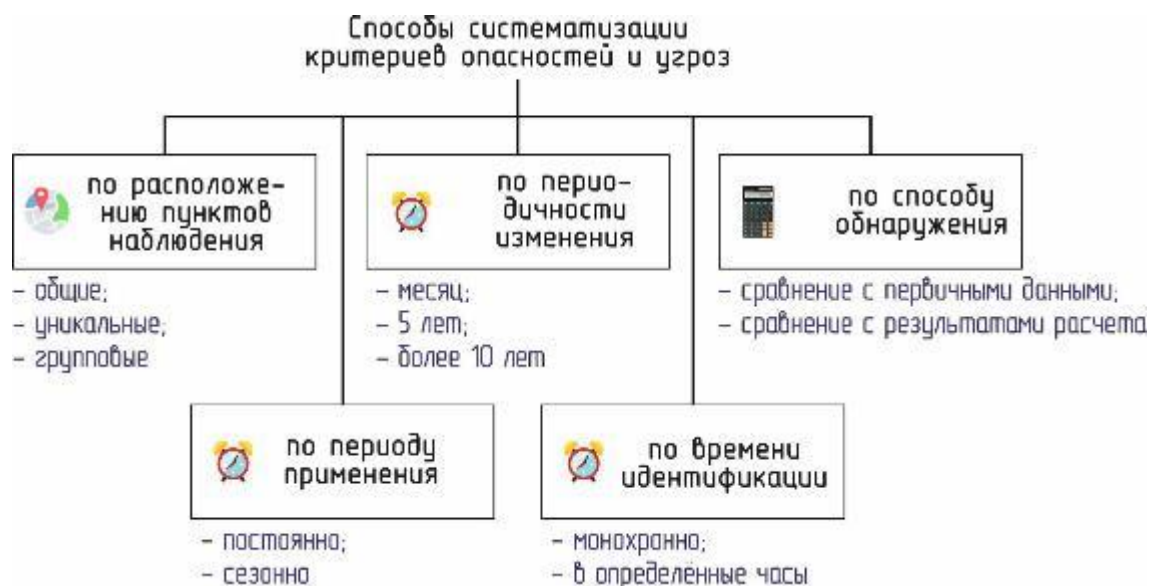 Способы систематизации
критериев опасностей и угроз
по расположе-
нию пунктов
наблюдения
– общие;
– уникальные;
– групповые
по перио-
дичности
изменения
– месяц;
– 5 лет;
– более 10 лет
по способу
обнаружения
– сравнение с первичными данными;
– сравнение с результатами расчета
по периоду
применения
– постоянно;
– сезонно
по времени
идентификации
– монохранно;
– в определённые часы